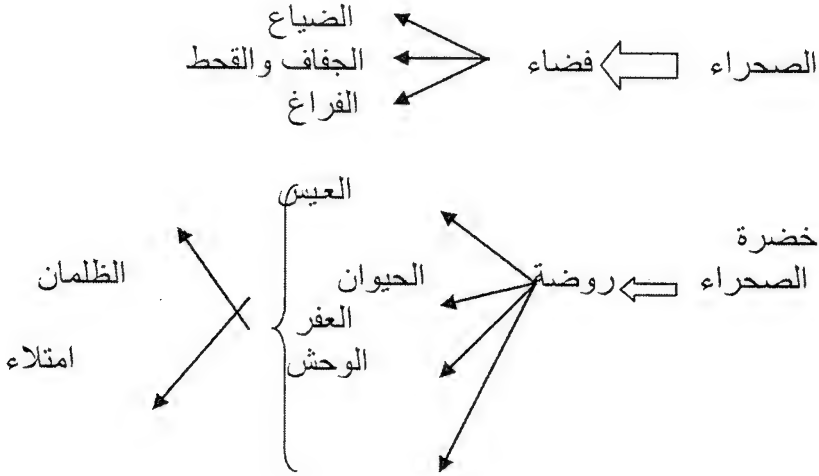 الضياع
الصحراء فضاء الجفاف والقحط
الفراغ
العيس
خضرة
الصحراء روضة الحيوان الظلمان
العفر
الوحش امتلاء